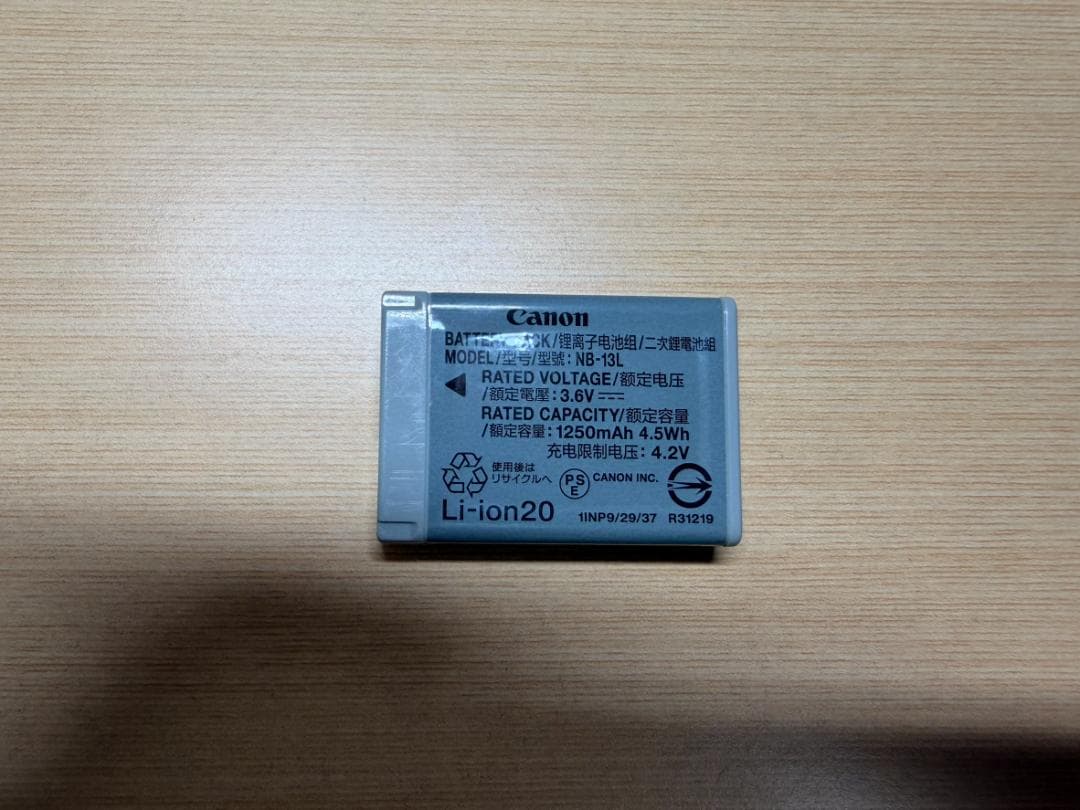 Canon
BATTERY PACK/锂离子电池组/二次鋰電池組
MODEL/型号/型號: NB-13L
RATED VOLTAGE/额定电压
/額定電壓: 3.6V
RATED CAPACITY/额定容量
/額定容量: 1250mAh 4.5Wh
充电限制电压: 4.2V
使用後は
リサイクルへ
PS
E
CANON INC.
Li-ion20
1INP9/29/37 R31219